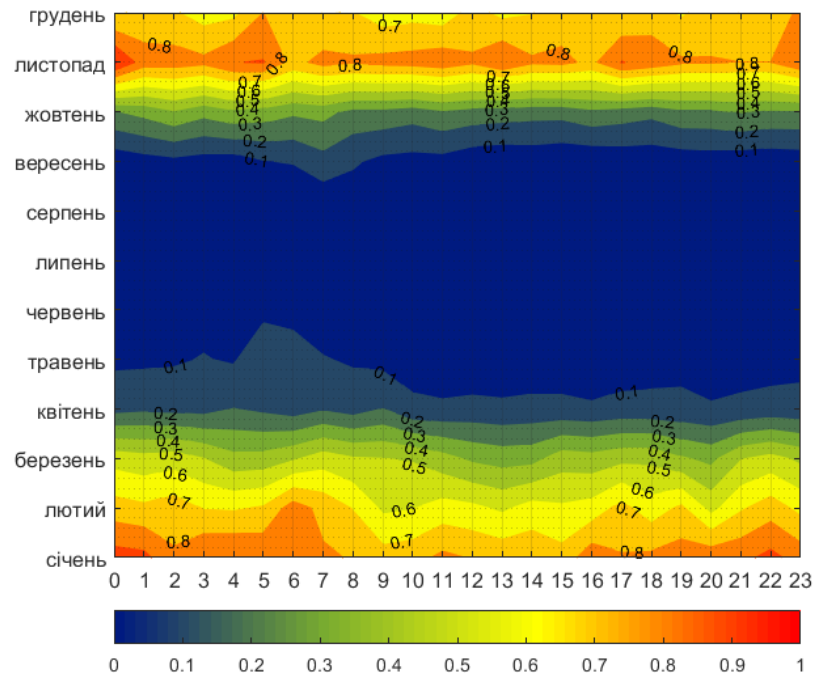 грудень
листопад
жовтень
вересень
серпень
липень
червень
травень
квітень
березень
лютий
січень
0 1 2 3 4 5 6 7 8 9 10 11 12 13 14 15 16 17 18 19 20 21 22 23
0.7
0.8 0.8 0.8 0.8 0.8 0.8
0.7 0.7 0.7
0.6 0.6 0.6
0.5 0.5 0.5
0.4 0.4 0.4
0.3 0.3 0.3
0.2 0.2 0.2
0.1 0.1 0.1
0.1 0.1 0.1
0.2 0.2 0.2
0.3 0.3 0.3
0.4 0.4 0.4
0.5 0.5 0.5
0.6 0.6 0.6
0.7 0.7 0.7
0.8 0.8
0 0.1 0.2 0.3 0.4 0.5 0.6 0.7 0.8 0.9 1